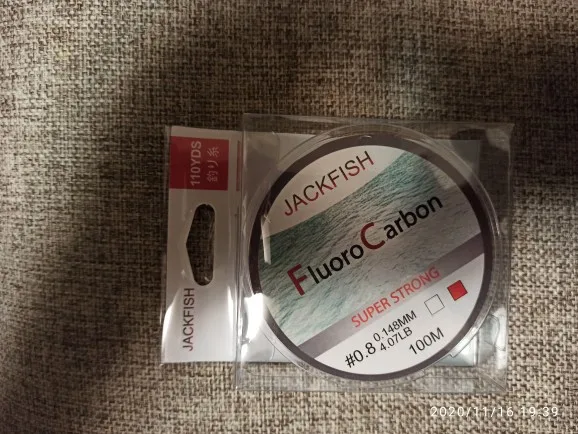 110YDS
釣り糸
JACKFISH
JACKFISH
FluoroCarbon
SUPER STRONG
#0.8 0.148MM
4.07LB
100M
2020/11/16 19:39